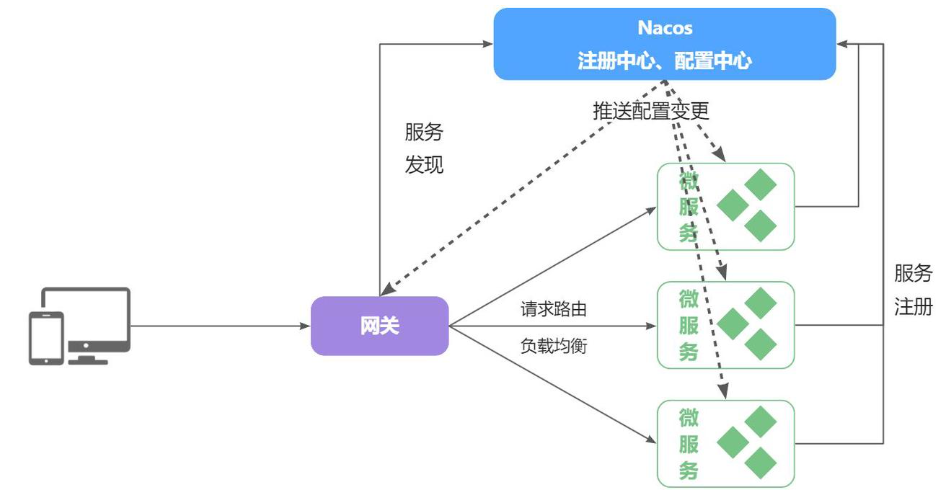 Nacos
注册中心、配置中心
推送配置变更
服务
发现
微
服
务
服务
注册
微
服
务
请求路由
网关
负载均衡
微
服
务